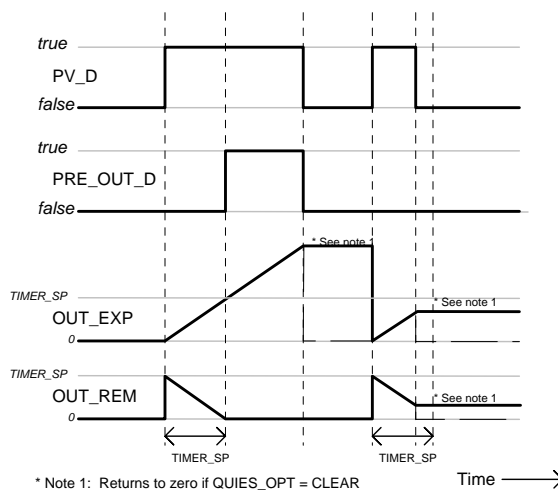 true
PV_D
false
true
PRE_OUT_D
false
* See note 1
TIMER_SP
* See note 1
OUT_EXP
0
TIMER_SP
OUT_REM
* See note 1
0
TIMER_SP
TIMER_SP
* Note 1: Returns to zero if QUIES_OPT = CLEAR
Time